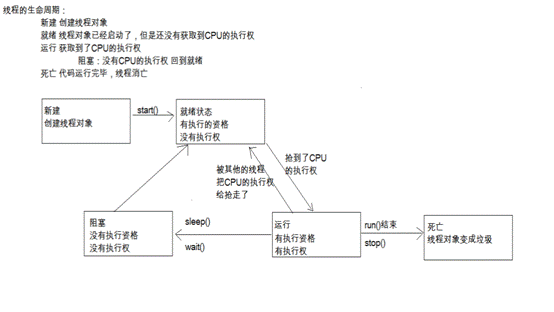 线程的生命周期：
新建 创建线程对象
就绪 线程对象已经启动了，但是还没有获取到CPU的执行权
运行 获取到了CPU的执行权
阻塞：没有CPU的执行权 回到就绪
死亡 代码运行完毕，线程消亡
新建
创建线程对象
start()
就绪状态
有执行的资格
没有执行权
抢到了CPU
的执行权
被其他的线程
把CPU的执行权
给抢走了
阻塞
没有执行资格
没有执行权
sleep()
wait()
运行
有执行资格
有执行权
run()结束
stop()
死亡
线程对象变成垃圾